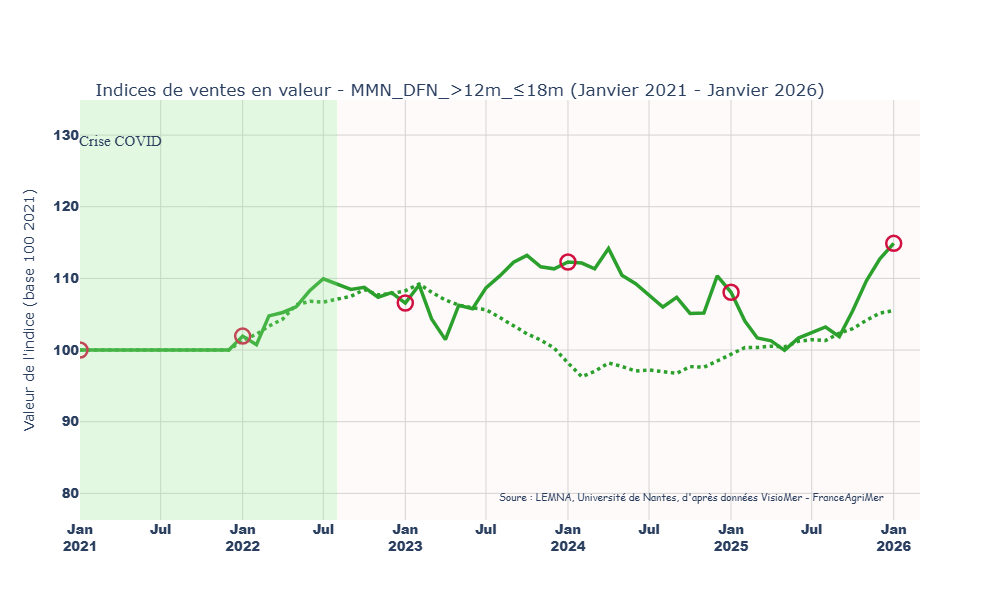 Indices de ventes en valeur - MMN_DFN_>12m_≤18m (Janvier 2021 - Janvier 2026)
Valeur de l'indice (base 100 2021)
130
Crise COVID
120
110
100
90
80
Soure : LEMNA, Université de Nantes, d'après données VisioMer - FranceAgriMer
Jan Jul Jan Jul Jan Jul Jan Jul Jan Jul Jan
2021 2022 2023 2024 2025 2026